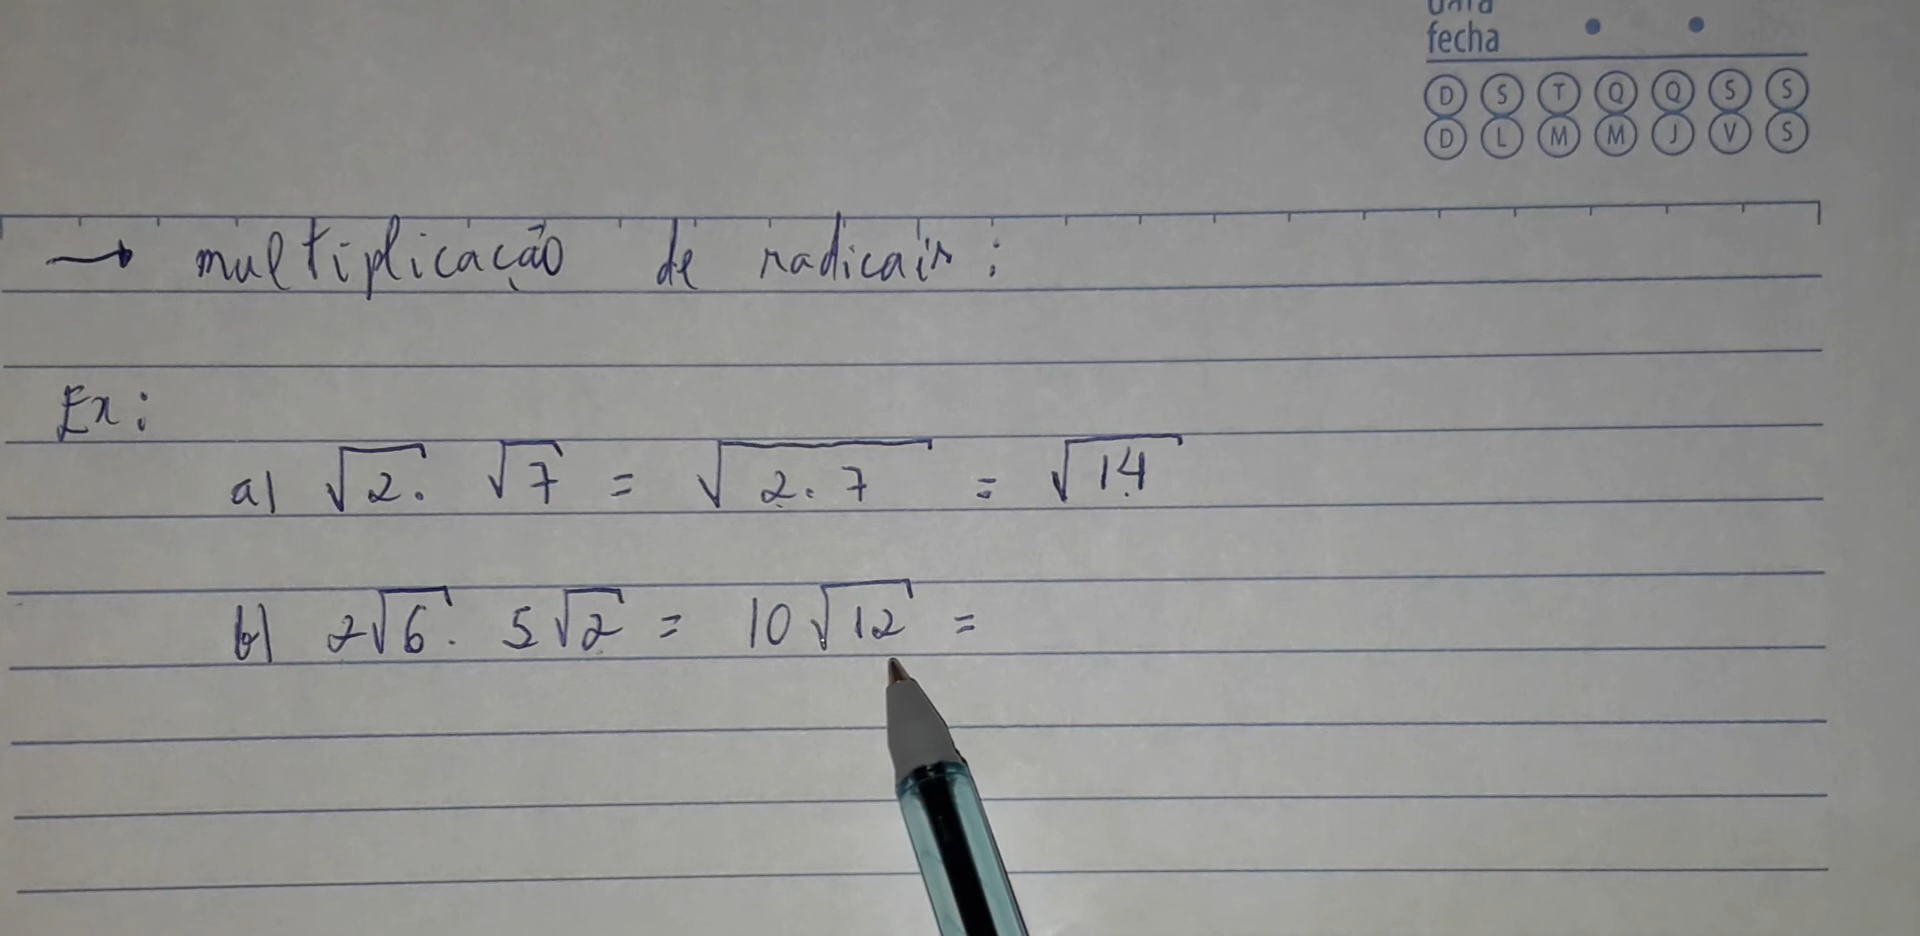 fecha
D S T Q Q S S
D L M M J V S
→ multiplicação de radicais:
Ex:
a) √2 . √7 = √2.7 = √14
b) 2√6 . 5√2 = 10√12 =